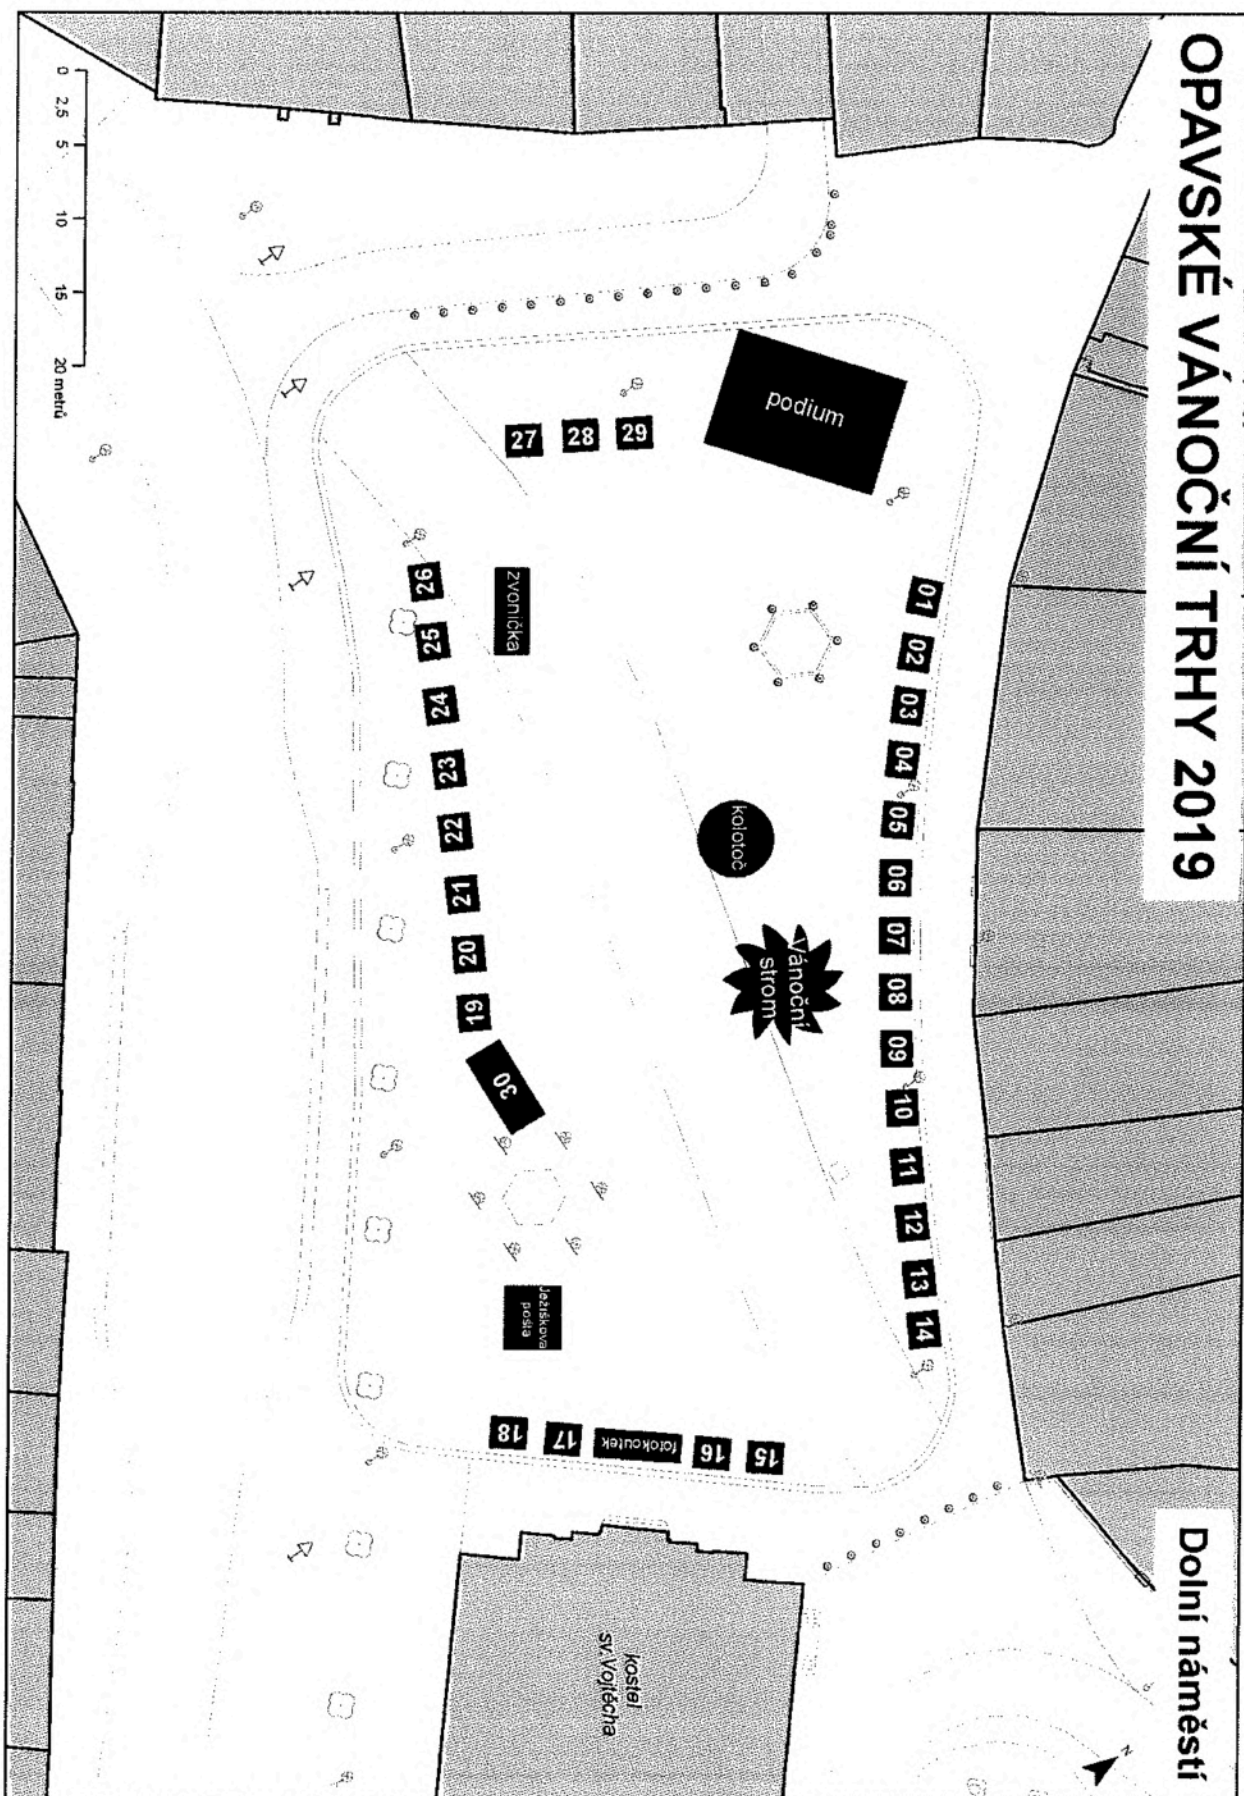 OPAVSKÉ VÁNOČNÍ TRHY 2019
Dolní náměstí
0 2,5 5 10 15 20 metrů
podium
27 28 29
zvonička
01
02
03
04
05
06
07
08
09
10
11
12
13
14
26
25
24
23
22
21
20
19
30
kolotoč
Vánoční
strom
Ježíškova
pošta
18 17 fotokoutek 16 15
kostel
sv.Vojtěcha
N